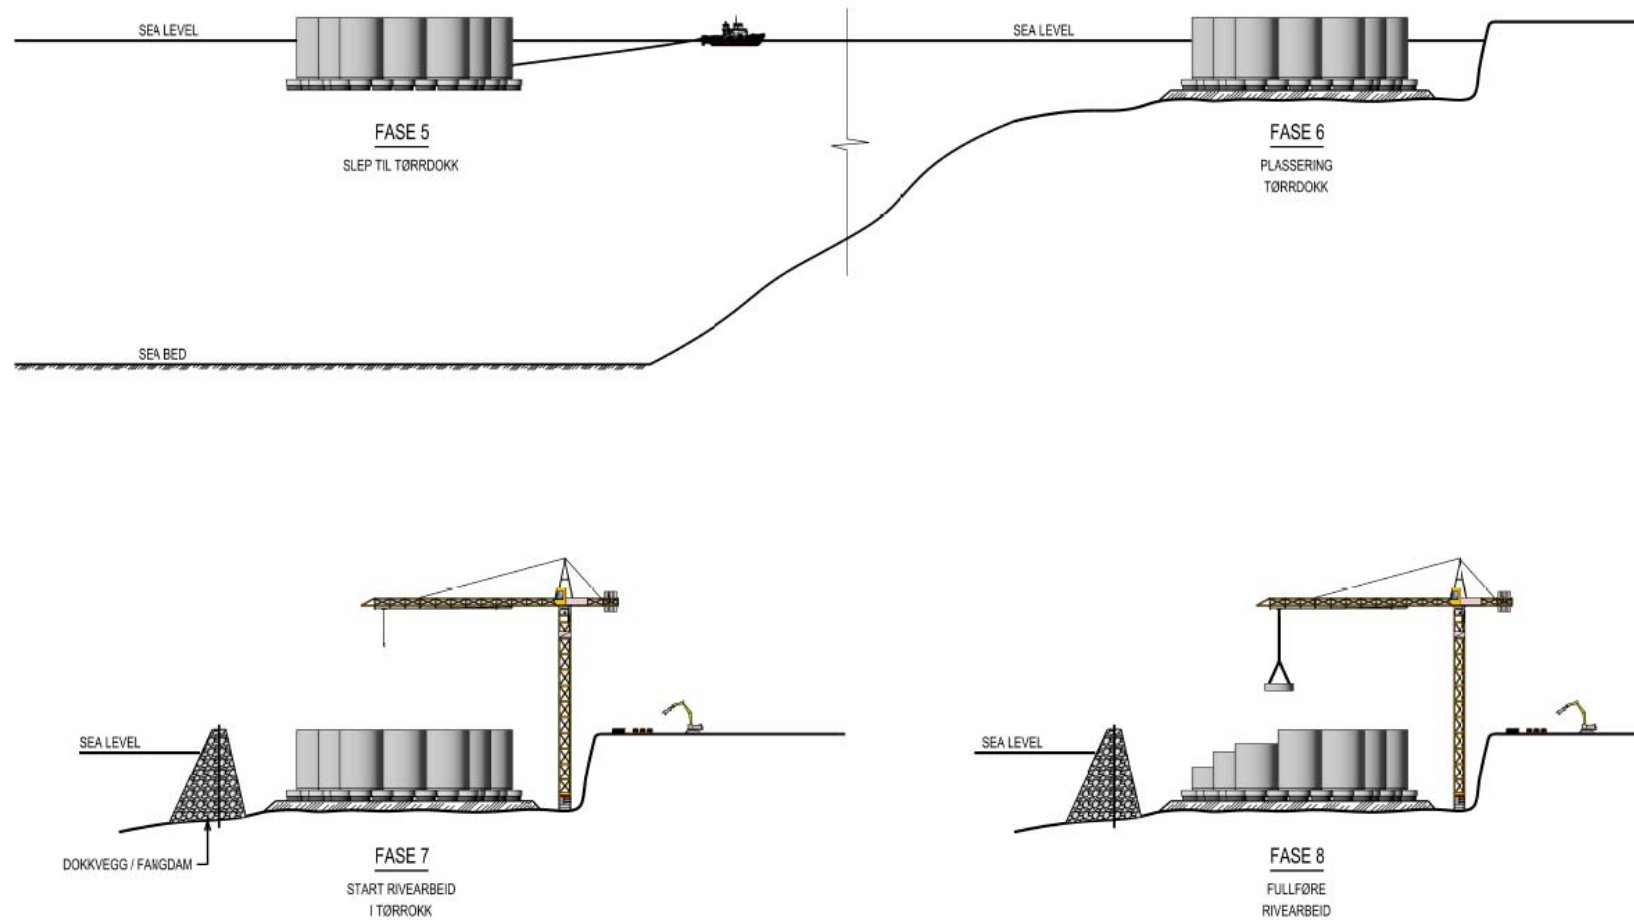 SEA LEVEL
SEA LEVEL
FASE 5
SLEP TIL TØRRDOKK
FASE 6
PLASSERING
TØRRDOKK
SEA BED
SEA LEVEL
DOKKVEGG / FANGDAM
FASE 7
START RIVEARBEID
I TØRROKK
SEA LEVEL
FASE 8
FULLFØRE
RIVEARBEID